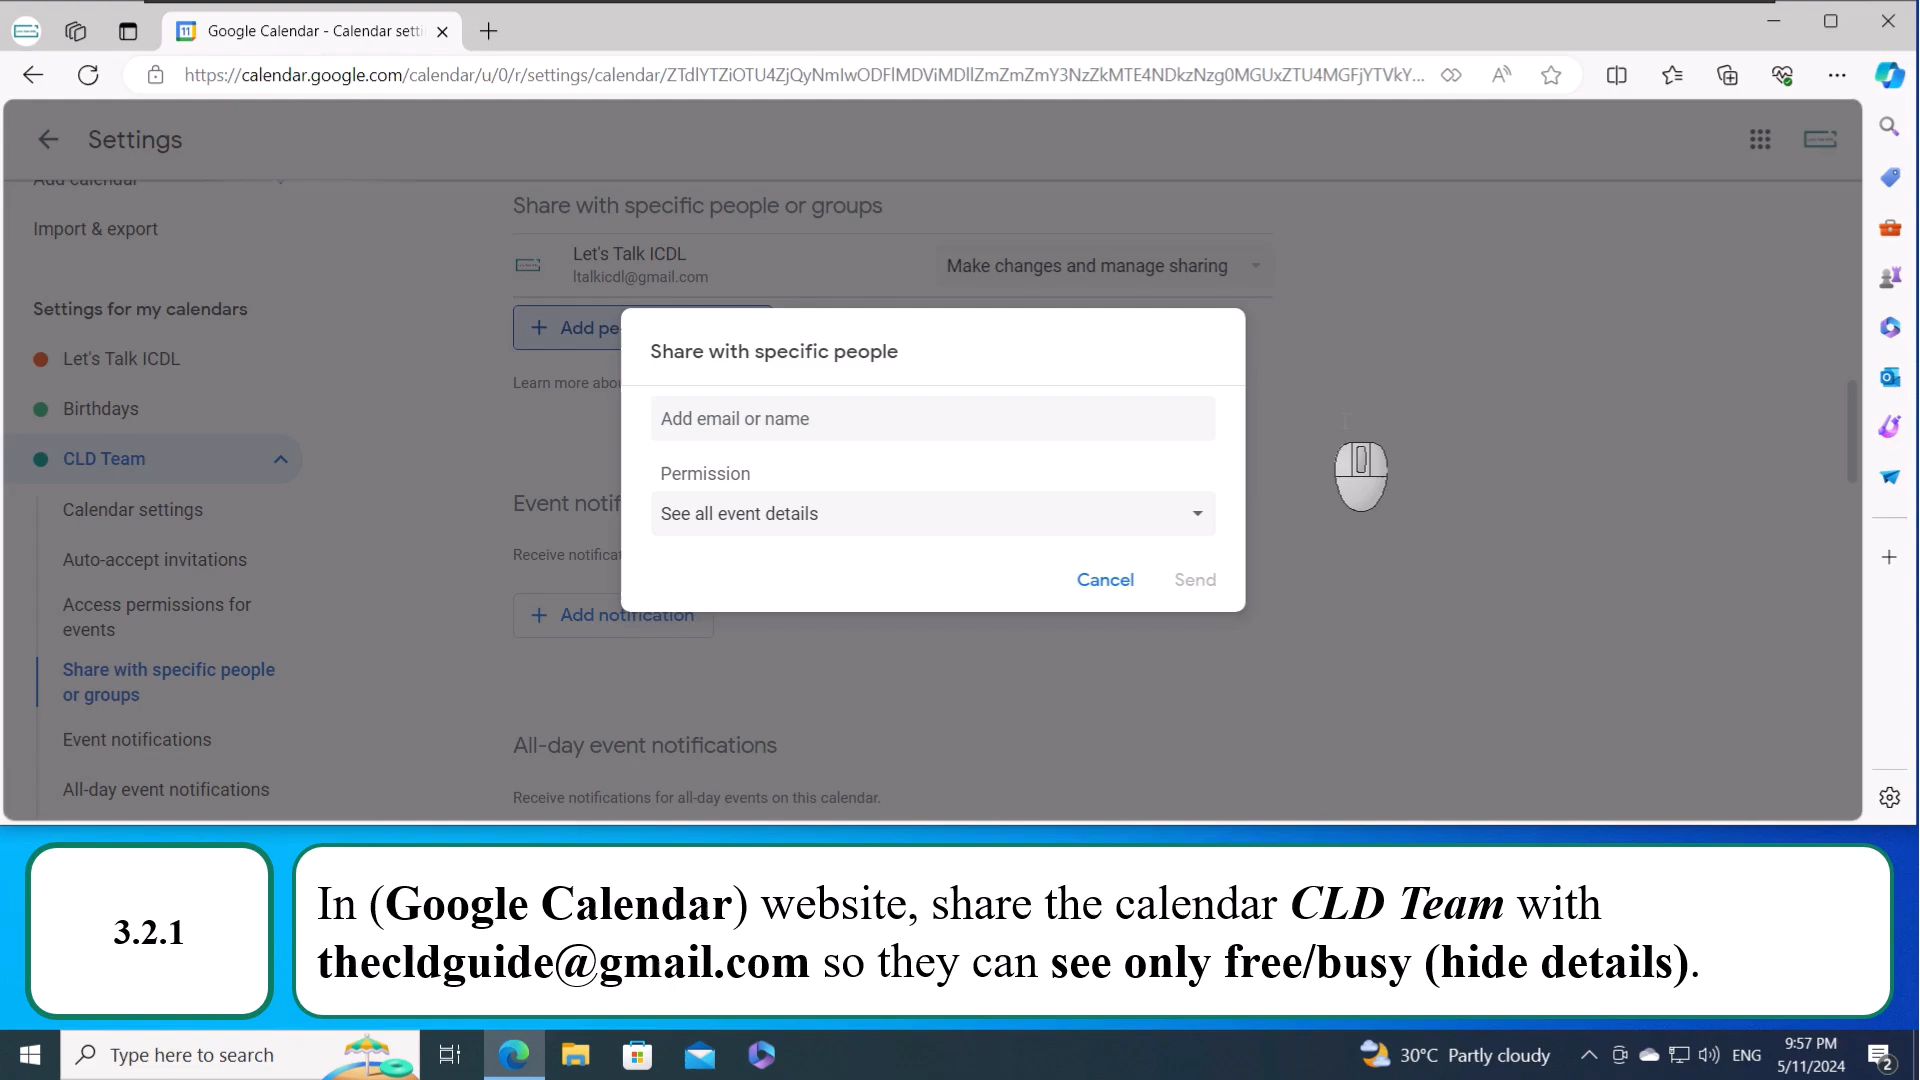 Google Calendar - Calendar setti
https://calendar.google.com/calendar/u/0/r/settings/calendar/ZTdlYTZiOTU4ZjQyNmIwODFlMDViMDllZmZmZmY3NzZkMTE4NDkzNzg0MGUxZTU4MGFjYTVkY...
Settings
Add calendar
Import & export
Settings for my calendars
Let's Talk ICDL
Birthdays
CLD Team
Calendar settings
Auto-accept invitations
Access permissions for
events
Share with specific people
or groups
Event notifications
All-day event notifications
Share with specific people or groups
Let's Talk ICDL
ltalkicdl@gmail.com
Make changes and manage sharing
Add pe
Learn more abou
Share with specific people
Add email or name
Permission
See all event details
Cancel
Send
Event notif
Receive notificat
Add notification
All-day event notifications
Receive notifications for all-day events on this calendar.
3.2.1
In (Google Calendar) website, share the calendar CLD Team with
thecldguide@gmail.com so they can see only free/busy (hide details).
Type here to search
30°C Partly cloudy
ENG
9:57 PM
5/11/2024
2